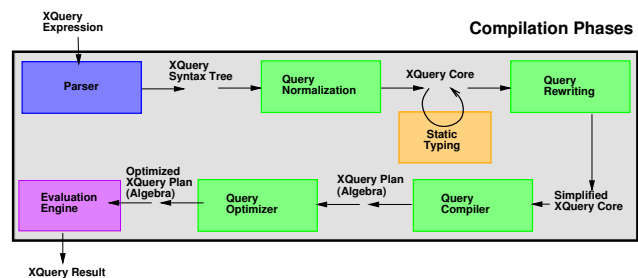 XQuery
Expression
Compilation Phases
Parser
XQuery
Syntax Tree
Query
Normalization
XQuery Core
Query
Rewriting
Static
Typing
Evaluation
Engine
Optimized
XQuery Plan
(Algebra)
Query
Optimizer
XQuery Plan
(Algebra)
Query
Compiler
Simplified
XQuery Core
XQuery Result